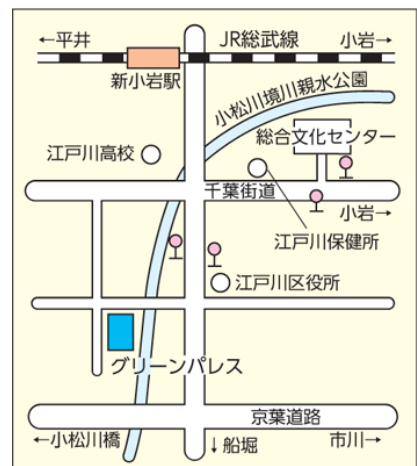 ←平井
JR総武線
小岩→
新小岩駅
小松川境川親水公園
総合文化センター
江戸川高校
千葉街道
小岩→
江戸川保健所
江戸川区役所
グリーンパレス
京葉道路
←小松川橋
↓船堀
市川→